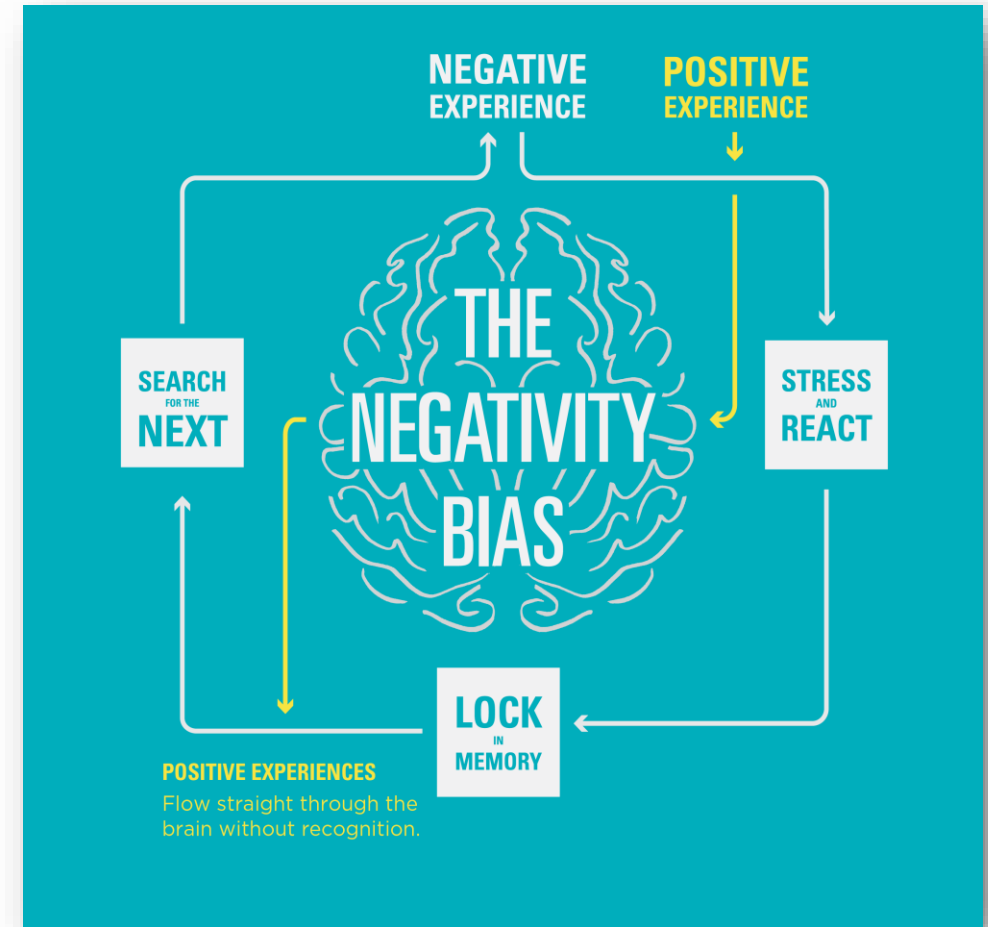 NEGATIVE
EXPERIENCE
POSITIVE
EXPERIENCE
THE
NEGATIVITY
BIAS
SEARCH
FOR THE
NEXT
STRESS
AND
REACT
LOCK
IN
MEMORY
POSITIVE EXPERIENCES
Flow straight through the
brain without recognition.